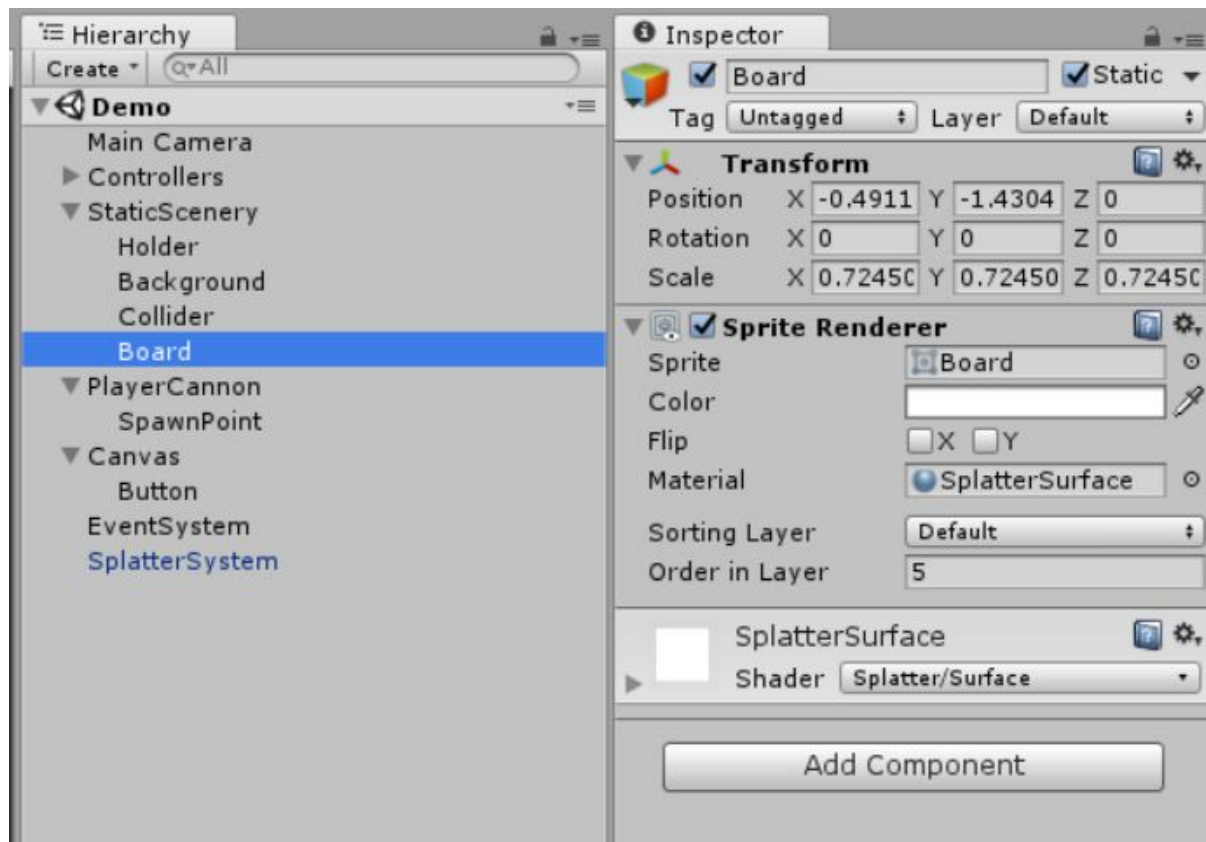 Hierarchy
Create All
Demo
Main Camera
Controllers
StaticScenery
Holder
Background
Collider
Board
PlayerCannon
SpawnPoint
Canvas
Button
EventSystem
SplatterSystem
Inspector
Board Static
Tag Untagged Layer Default
Transform
Position X -0.4911 Y -1.4304 Z 0
Rotation X 0 Y 0 Z 0
Scale X 0.7245 Y 0.72450 Z 0.7245
Sprite Renderer
Sprite Board
Color
Flip X Y
Material SplatterSurface
Sorting Layer Default
Order in Layer 5
SplatterSurface
Shader Splatter/Surface
Add Component